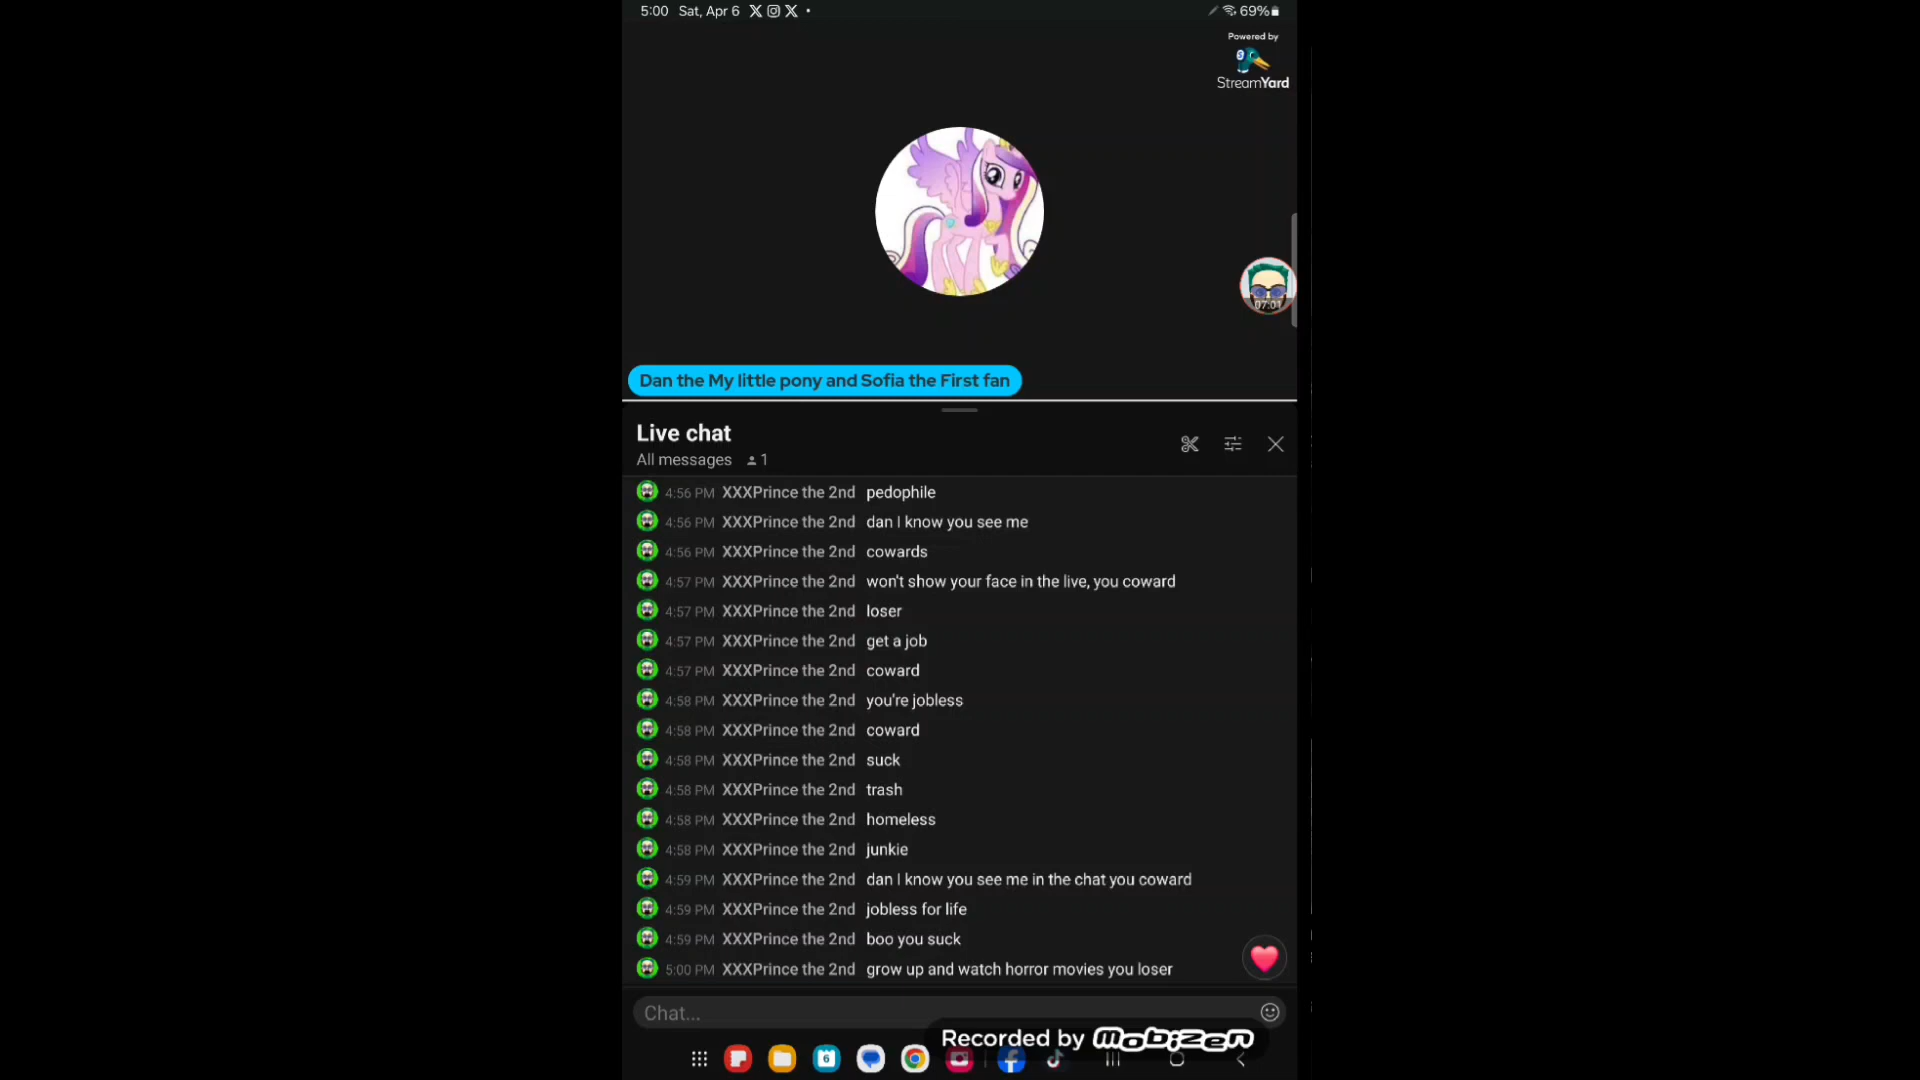 5:00 Sat, Apr 6
69%
Powered by
StreamYard
07:01
Dan the My little pony and Sofia the First fan
Live chat
All messages 1
4:56 PM XXXPrince the 2nd pedophile
4:56 PM XXXPrince the 2nd dan I know you see me
4:56 PM XXXPrince the 2nd cowards
4:57 PM XXXPrince the 2nd won't show your face in the live, you coward
4:57 PM XXXPrince the 2nd loser
4:57 PM XXXPrince the 2nd get a job
4:57 PM XXXPrince the 2nd coward
4:58 PM XXXPrince the 2nd you're jobless
4:58 PM XXXPrince the 2nd coward
4:58 PM XXXPrince the 2nd suck
4:58 PM XXXPrince the 2nd trash
4:58 PM XXXPrince the 2nd homeless
4:58 PM XXXPrince the 2nd junkie
4:59 PM XXXPrince the 2nd dan I know you see me in the chat you coward
4:59 PM XXXPrince the 2nd jobless for life
4:59 PM XXXPrince the 2nd boo you suck
5:00 PM XXXPrince the 2nd grow up and watch horror movies you loser
Chat...
Recorded by mobizen
6